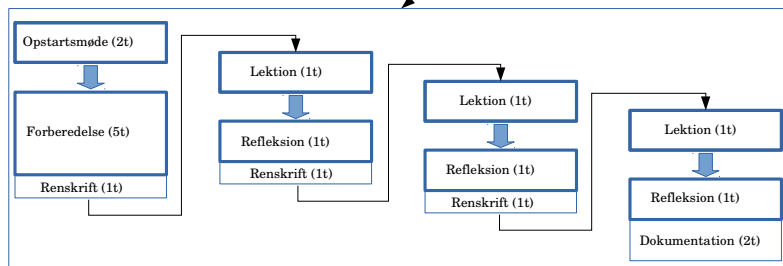 Opstartsmøde (2t)
Forberedelse (5t)
Renskrift (1t)
Lektion (1t)
Refleksion (1t)
Renskrift (1t)
Lektion (1t)
Refleksion (1t)
Renskrift (1t)
Lektion (1t)
Refleksion (1t)
Dokumentation (2t)